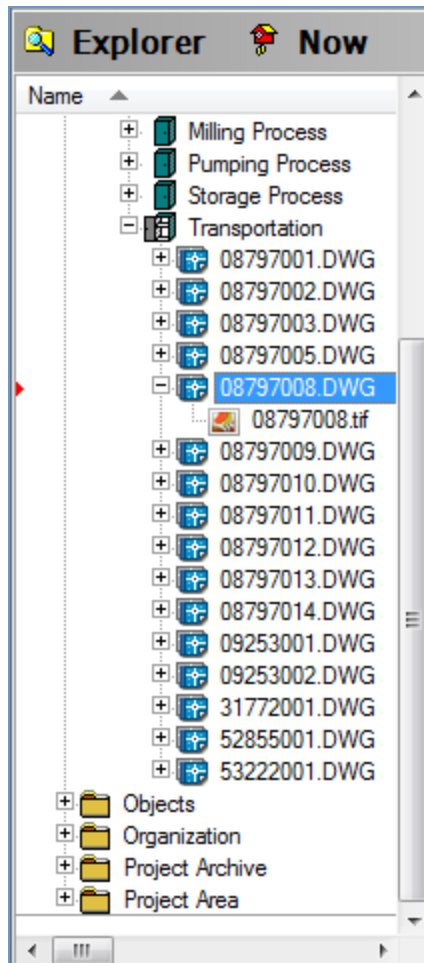 Explorer Now
Name
Milling Process
Pumping Process
Storage Process
Transportation
08797001.DWG
08797002.DWG
08797003.DWG
08797005.DWG
08797008.DWG
08797008.tif
08797009.DWG
08797010.DWG
08797011.DWG
08797012.DWG
08797013.DWG
08797014.DWG
09253001.DWG
09253002.DWG
31772001.DWG
52855001.DWG
53222001.DWG
Objects
Organization
Project Archive
Project Area